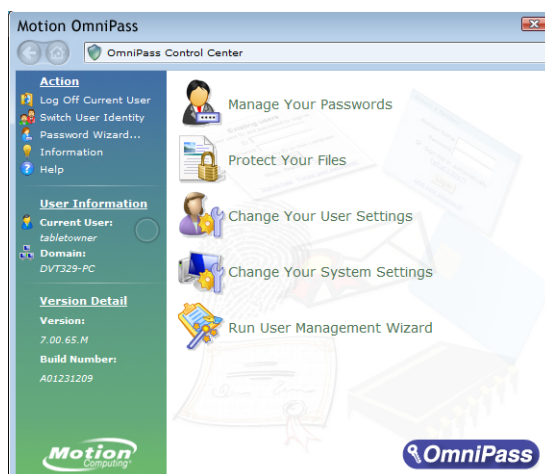 Motion OmniPass
OmniPass Control Center
Action
Log Off Current User
Switch User Identity
Password Wizard...
Information
Help
User Information
Current User:
tabletowner
Domain:
DVT329-PC
Version Detail
Version:
7.00.65.M
Build Number:
A01231209
Motion
Computing
Manage Your Passwords
Protect Your Files
Change Your User Settings
Change Your System Settings
Run User Management Wizard
OmniPass